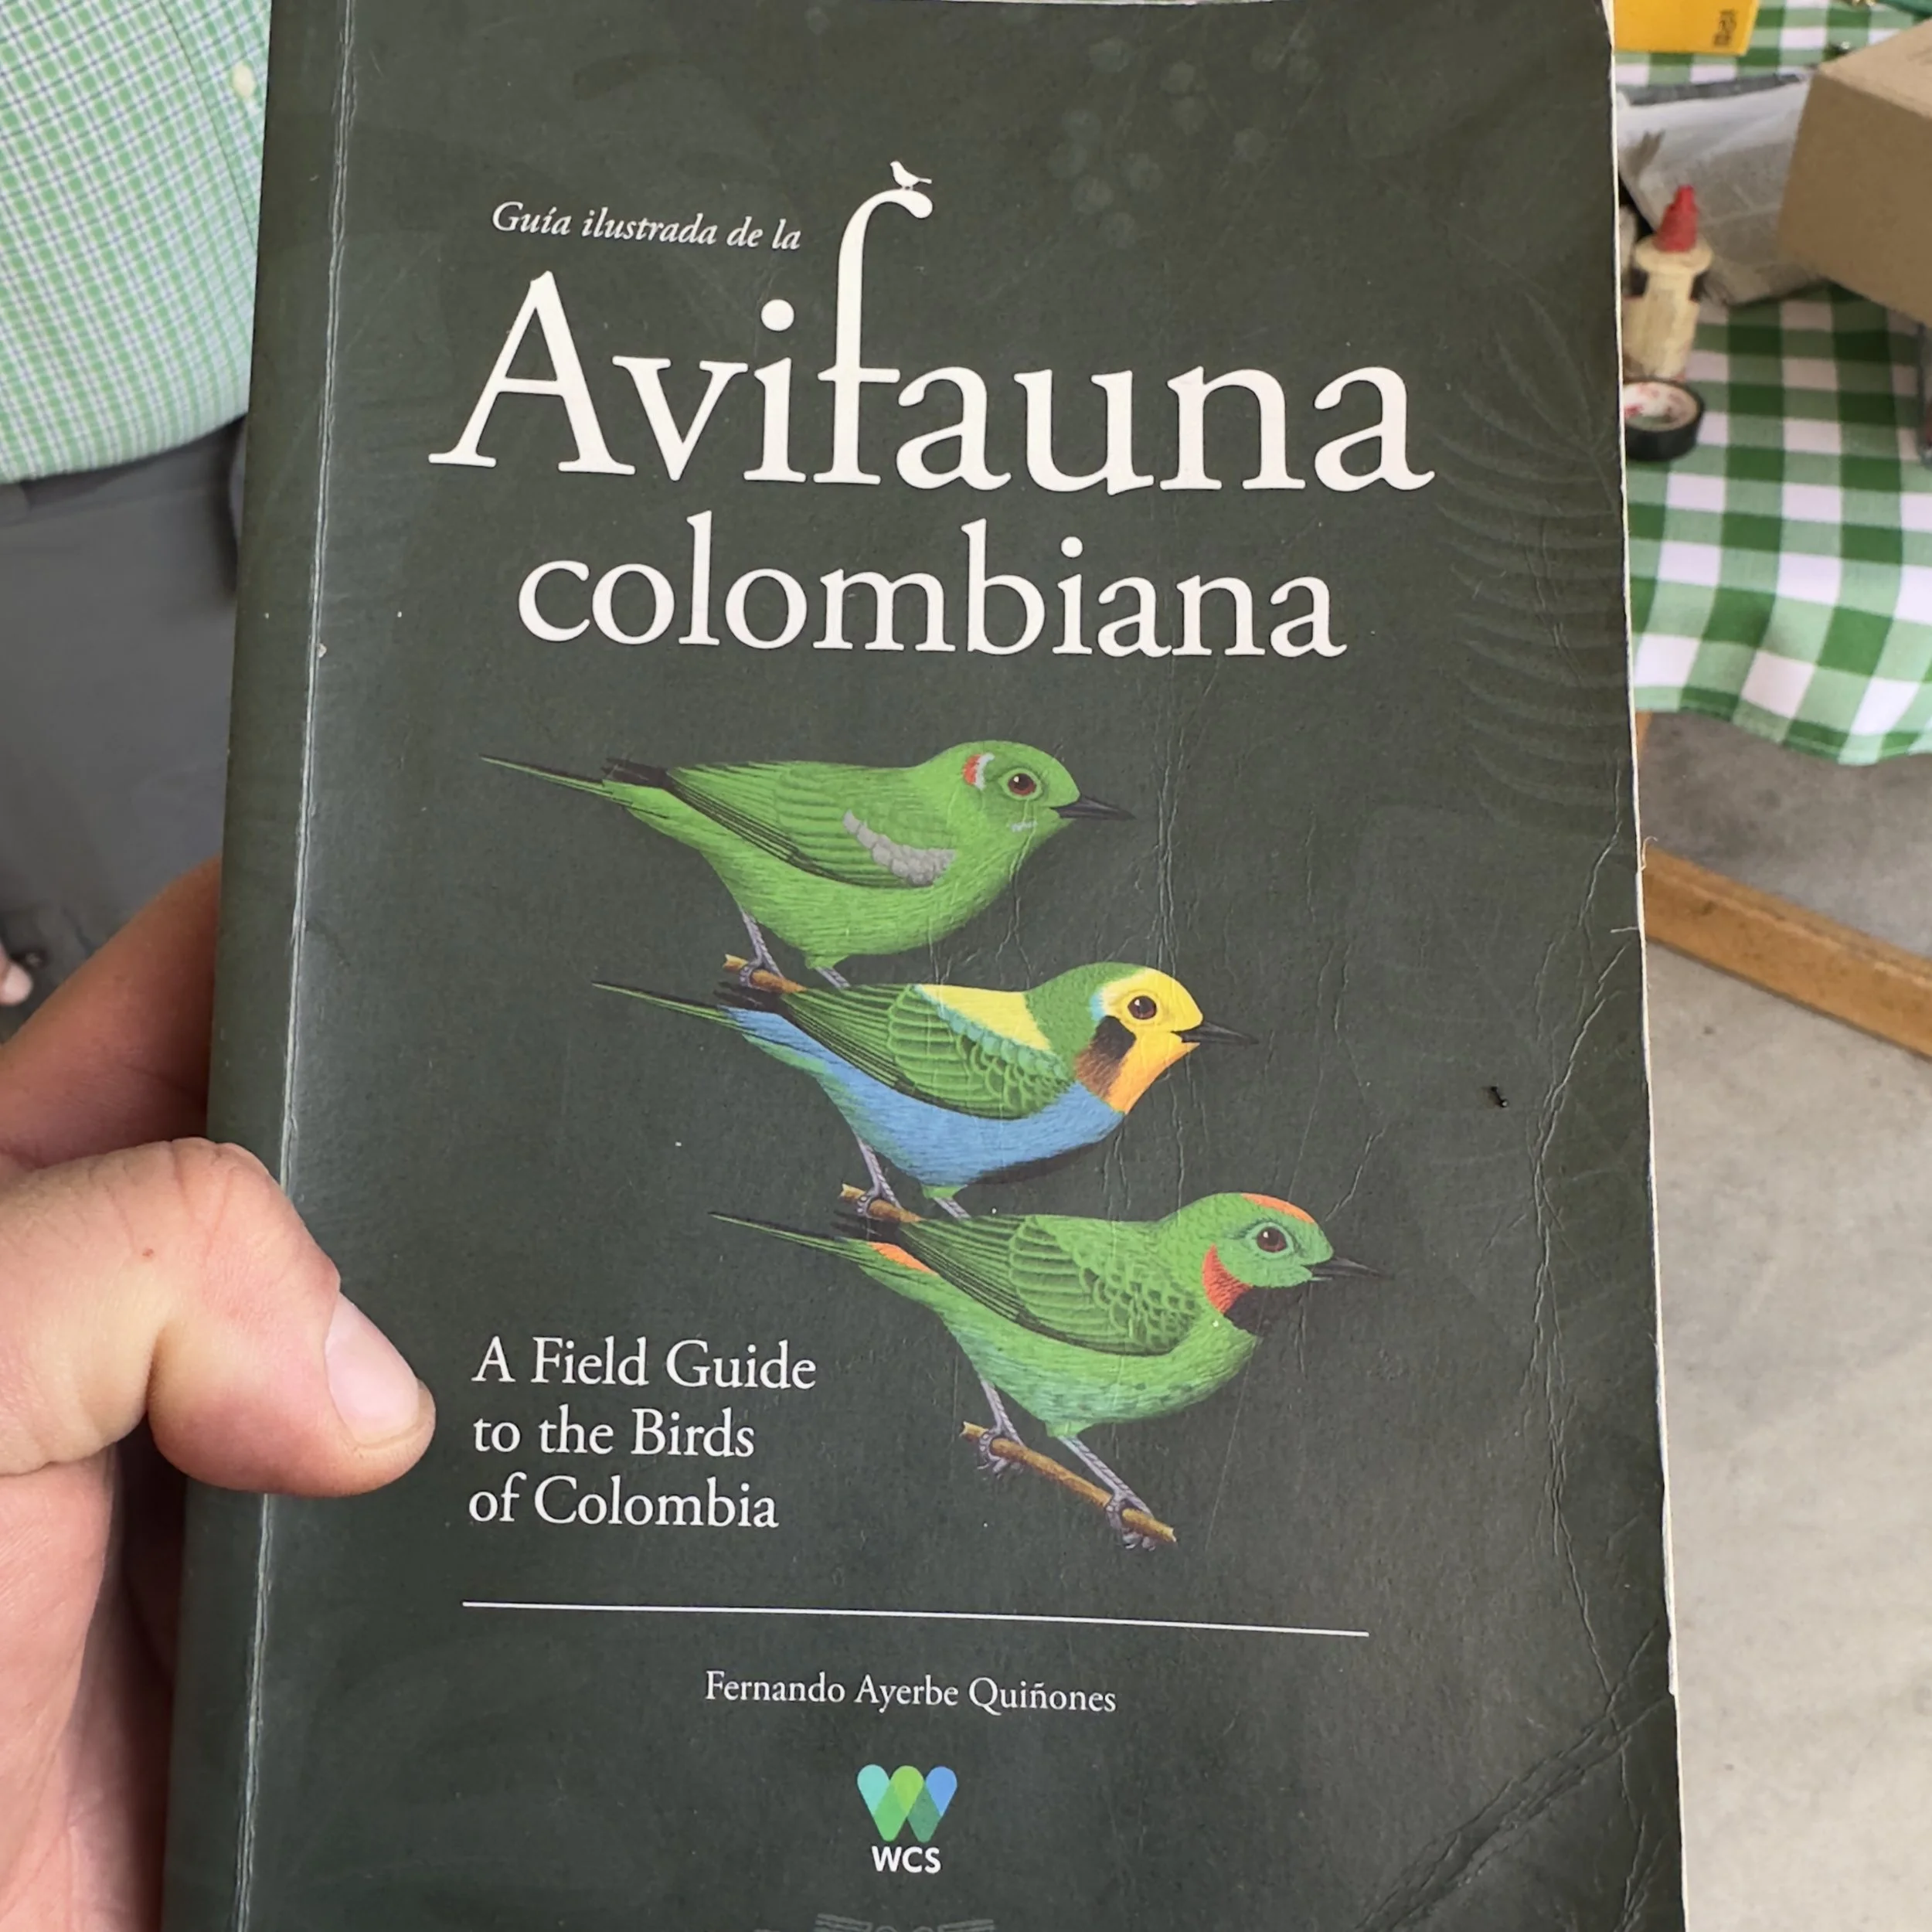 Guía ilustrada de la
Avifauna
colombiana
A Field Guide
to the Birds
of Colombia
Fernando Ayerbe Quiñones
WCS